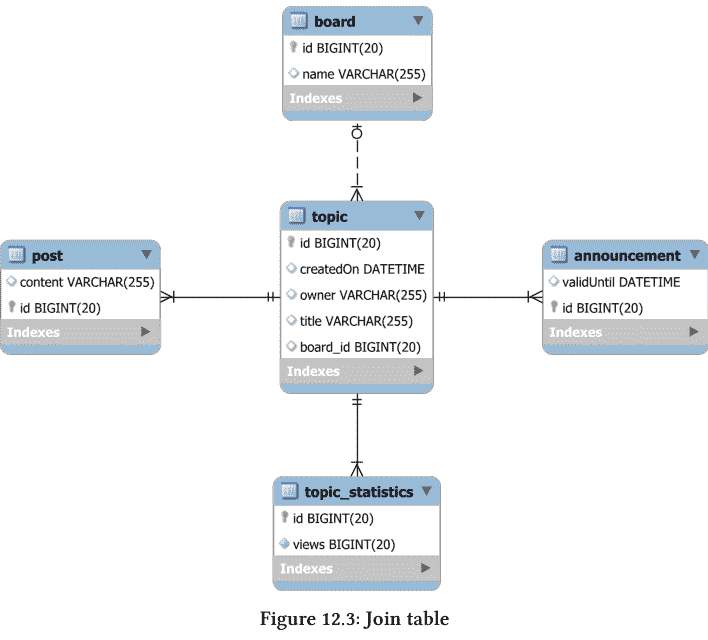 board
id BIGINT(20)
name VARCHAR(255)
Indexes
topic
id BIGINT(20)
createdOn DATETIME
owner VARCHAR(255)
title VARCHAR(255)
board_id BIGINT(20)
Indexes
post
content VARCHAR(255)
id BIGINT(20)
Indexes
announcement
validUntil DATETIME
id BIGINT(20)
Indexes
topic_statistics
id BIGINT(20)
views BIGINT(20)
Indexes
Figure 12.3: Join table